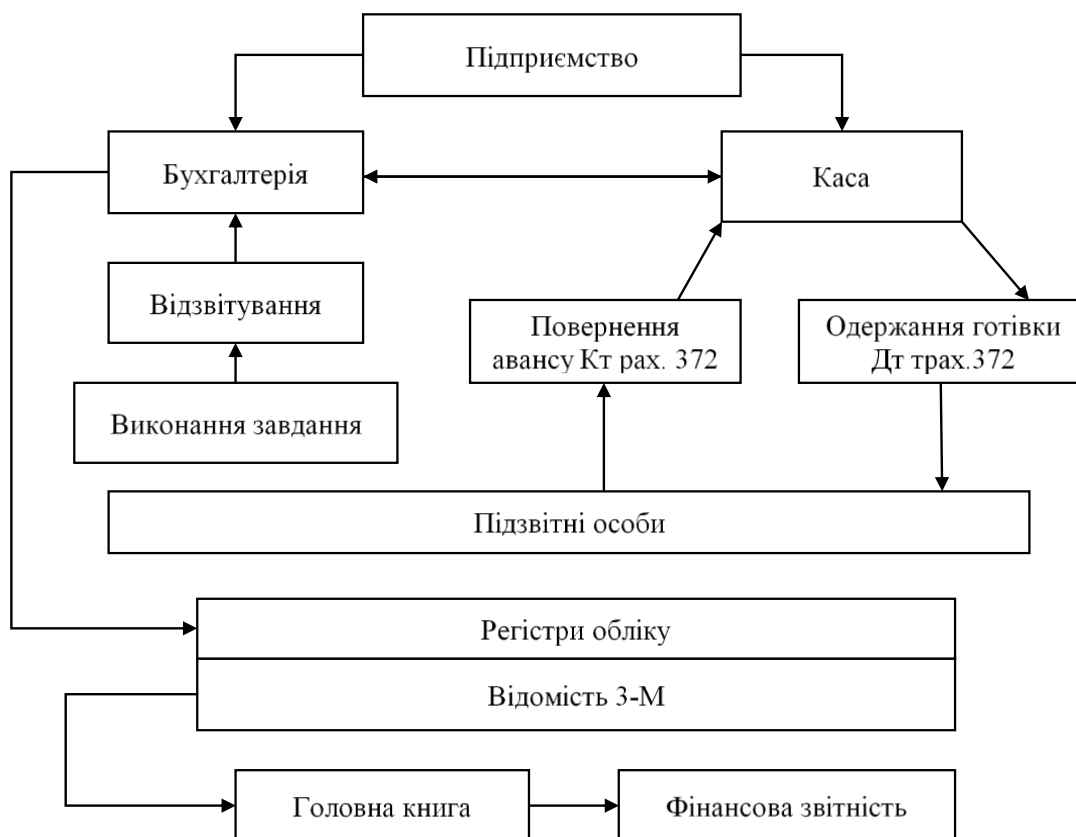 Підприємство
Бухгалтерія
Каса
Відзвітування
Повернення
авансу Кт рах. 372
Одержання готівки
Дт трах.372
Виконання завдання
Підзвітні особи
Регістри обліку
Відомість 3-М
Головна книга
Фінансова звітність